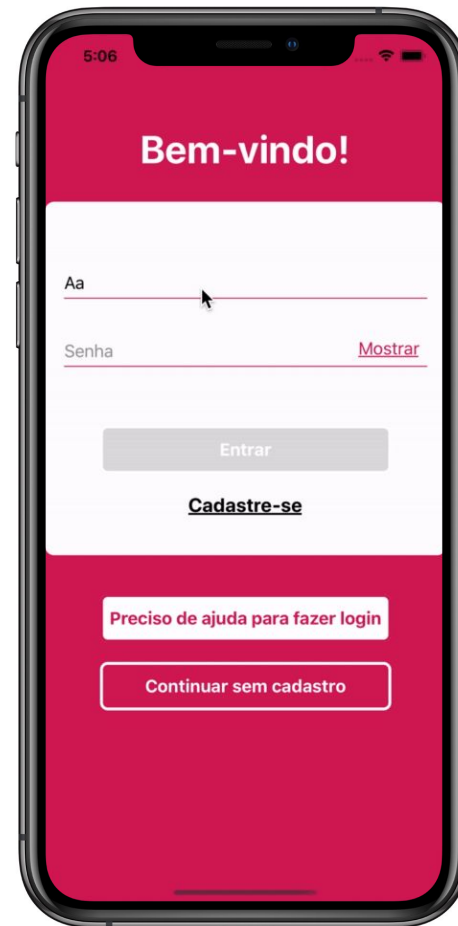 5:06
Bem-vindo!
Aa
Senha
Mostrar
Entrar
Cadastre-se
Preciso de ajuda para fazer login
Continuar sem cadastro